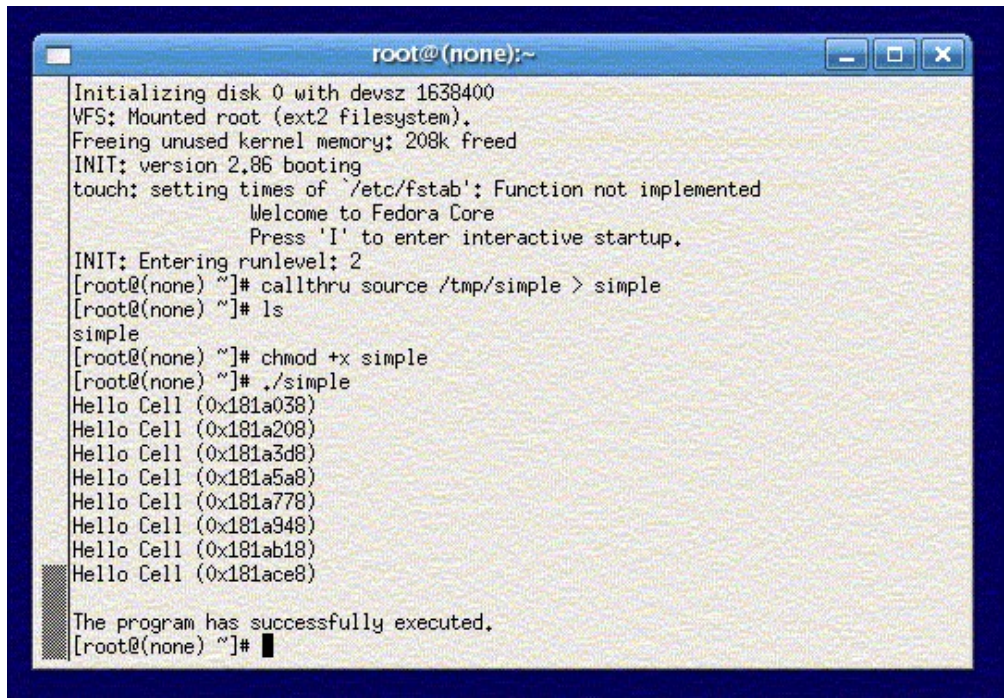 root@(none):~
Initializing disk 0 with devsz 1638400
VFS: Mounted root (ext2 filesystem).
Freeing unused kernel memory: 208k freed
INIT: version 2.86 booting
touch: setting times of `/etc/fstab': Function not implemented
Welcome to Fedora Core
Press 'I' to enter interactive startup.
INIT: Entering runlevel: 2
[root@(none) ~]# callthru source /tmp/simple > simple
[root@(none) ~]# ls
simple
[root@(none) ~]# chmod +x simple
[root@(none) ~]# ./simple
Hello Cell (0x181a038)
Hello Cell (0x181a208)
Hello Cell (0x181a3d8)
Hello Cell (0x181a5a8)
Hello Cell (0x181a778)
Hello Cell (0x181a948)
Hello Cell (0x181ab18)
Hello Cell (0x181ace8)
The program has successfully executed.
[root@(none) ~]#